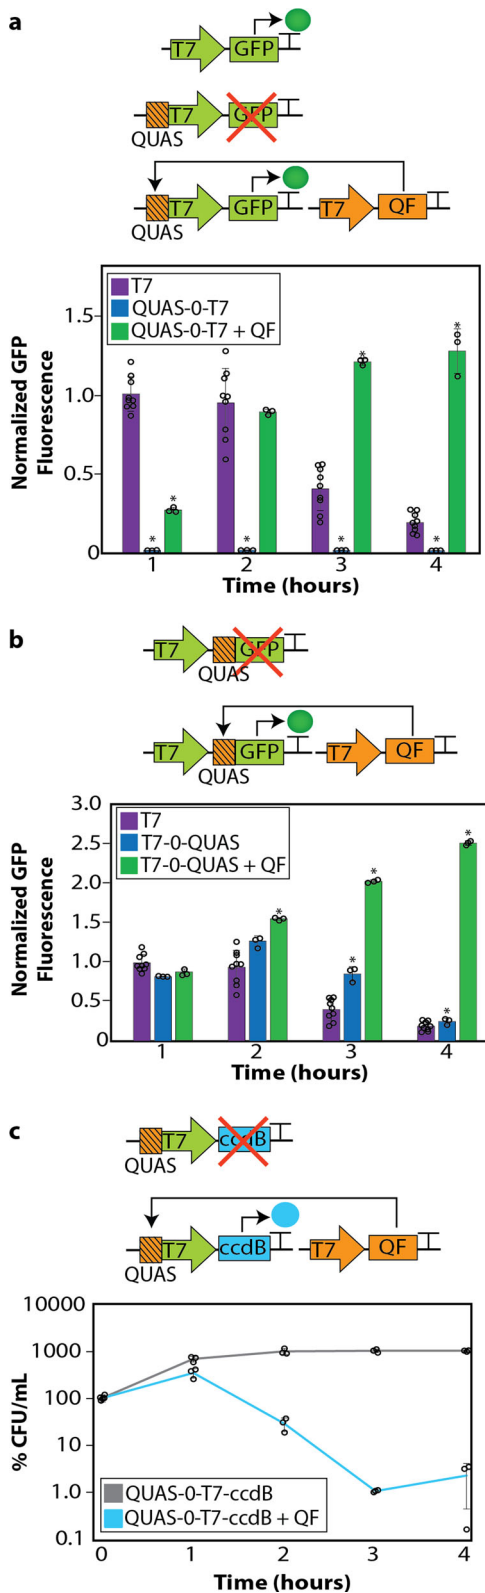 a
T7 GFP
T7 GFP
QUAS
T7 GFP T7 QF
QUAS
T7
QUAS-0-T7
QUAS-0-T7 + QF
Normalized GFP
Fluorescence
1.5
1.0
0.5
0
* * * * * * *
1 2 3 4
Time (hours)
b
T7 GFP
QUAS
T7 GFP T7 QF
QUAS
T7
T7-0-QUAS
T7-0-QUAS + QF
Normalized GFP
Fluorescence
3.0
2.5
2.0
1.5
1.0
0.5
0
* * * * *
1 2 3 4
Time (hours)
c
T7 ccdB
QUAS
T7 ccdB T7 QF
QUAS
% CFU/mL
10000
1000
100
10
1.0
0.1
QUAS-0-T7-ccdB
QUAS-0-T7-ccdB + QF
0 1 2 3 4
Time (hours)